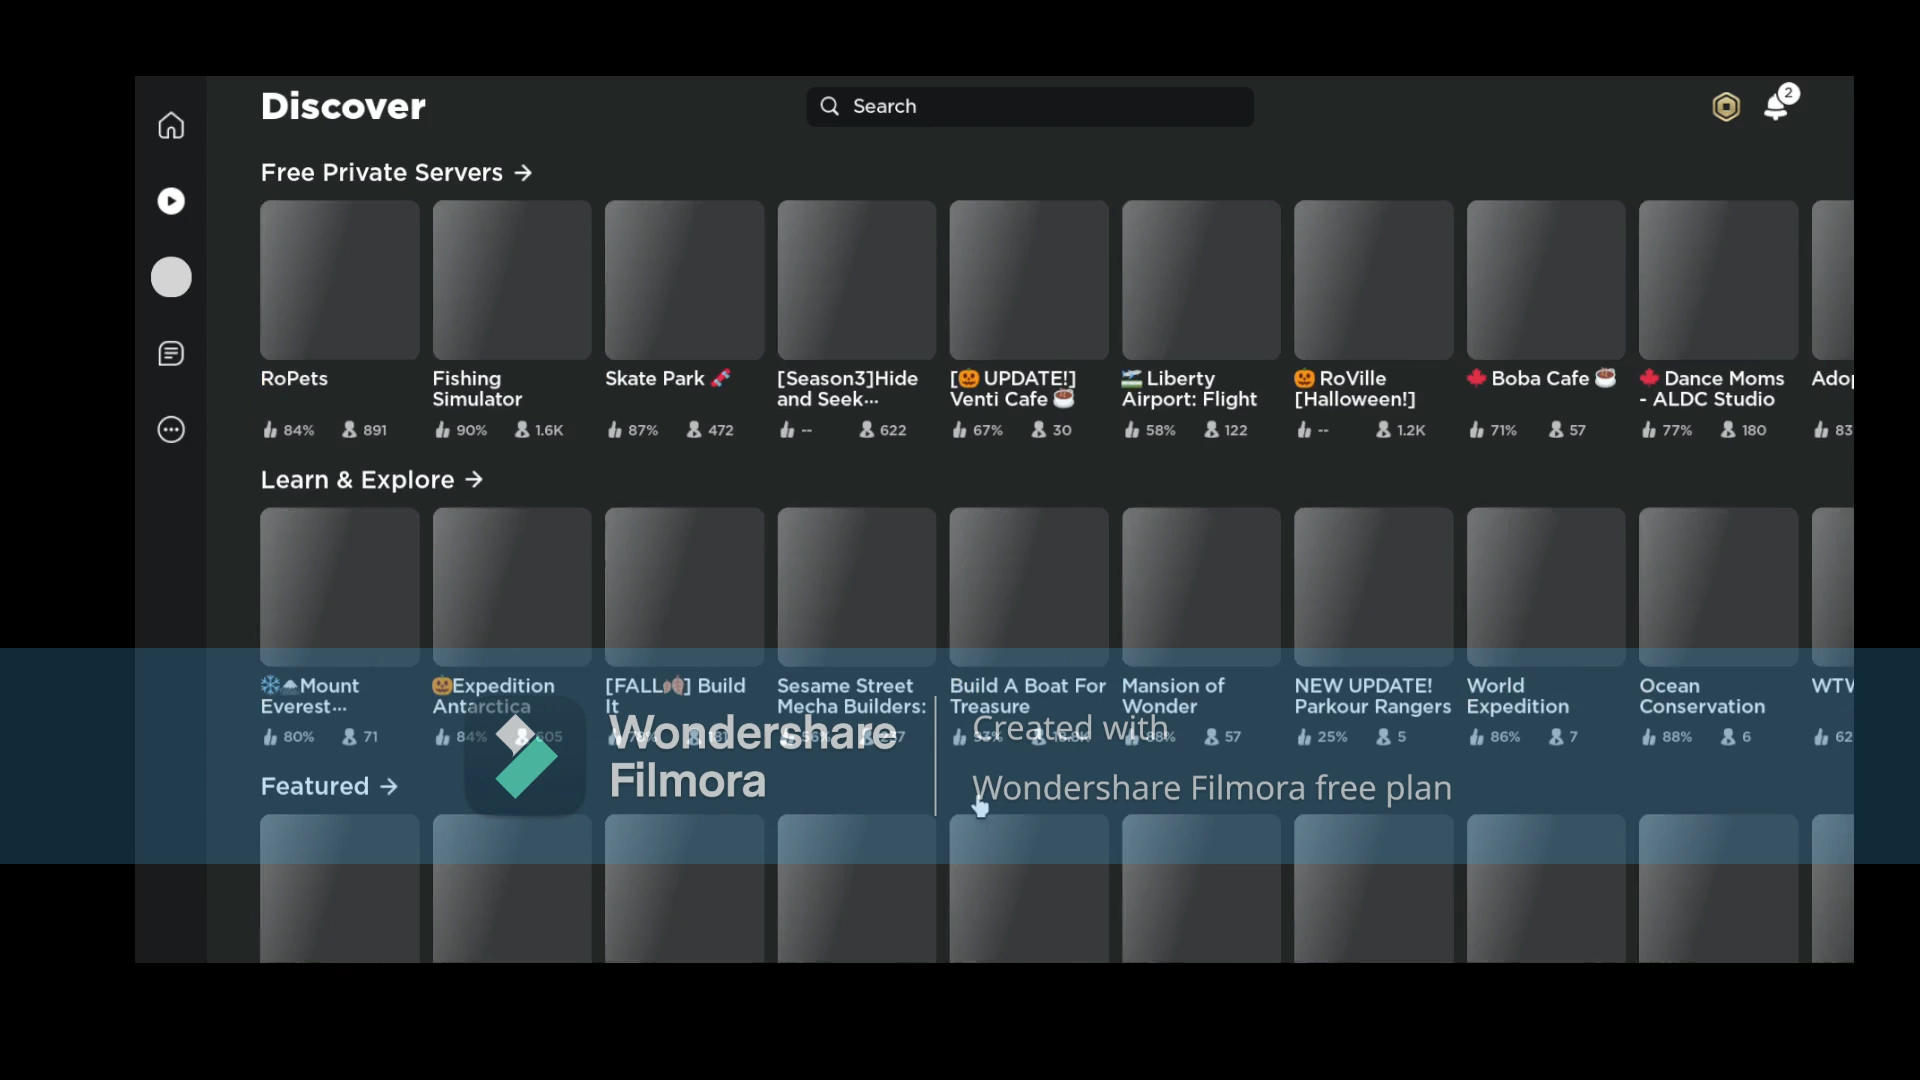 Discover
Search
2
Free Private Servers →
RoPets
Fishing
Simulator
Skate Park 🛹
[Season3]Hide
and Seek...
[🎃 UPDATE!]
Venti Cafe ☕
🛫 Liberty
Airport: Flight
🎃 RoVille
[Halloween!]
🍁 Boba Cafe ☕
🍁 Dance Moms
- ALDC Studio
84% 891
90% 1.6K
87% 472
-- 622
67% 30
58% 122
-- 1.2K
71% 57
77% 180
83
Learn & Explore →
❄️🗻Mount
Everest...
🎃Expedition
Antarctica
[FALL🍂] Build
It
Sesame Street
Mecha Builders:
Build A Boat For
Treasure
Mansion of
Wonder
NEW UPDATE!
Parkour Rangers
World
Expedition
Ocean
Conservation
80% 71
84%
57
25% 5
86% 7
88% 6
62
Featured →
Wondershare
Filmora
Created with
Wondershare Filmora free plan